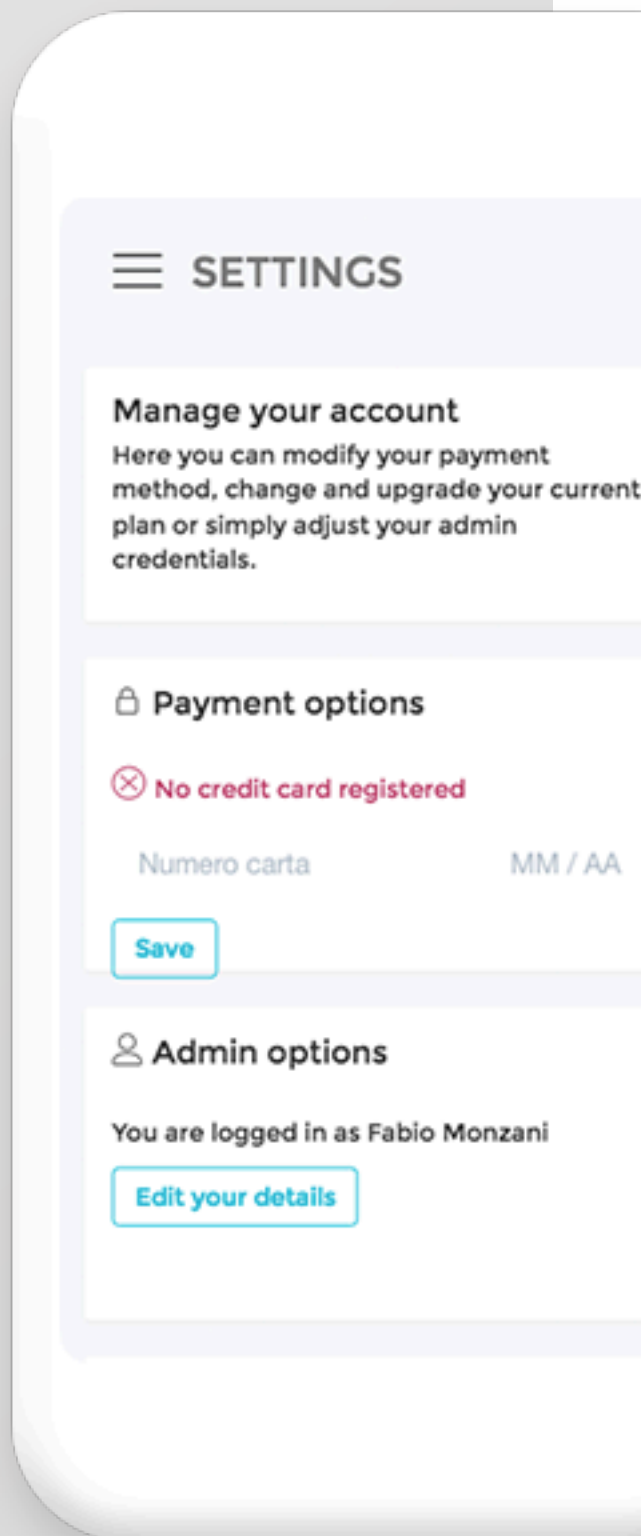 SETTINGS
Manage your account
Here you can modify your payment
method, change and upgrade your current
plan or simply adjust your admin
credentials.
Payment options
No credit card registered
Numero carta MM / AA
Save
Admin options
You are logged in as Fabio Monzani
Edit your details